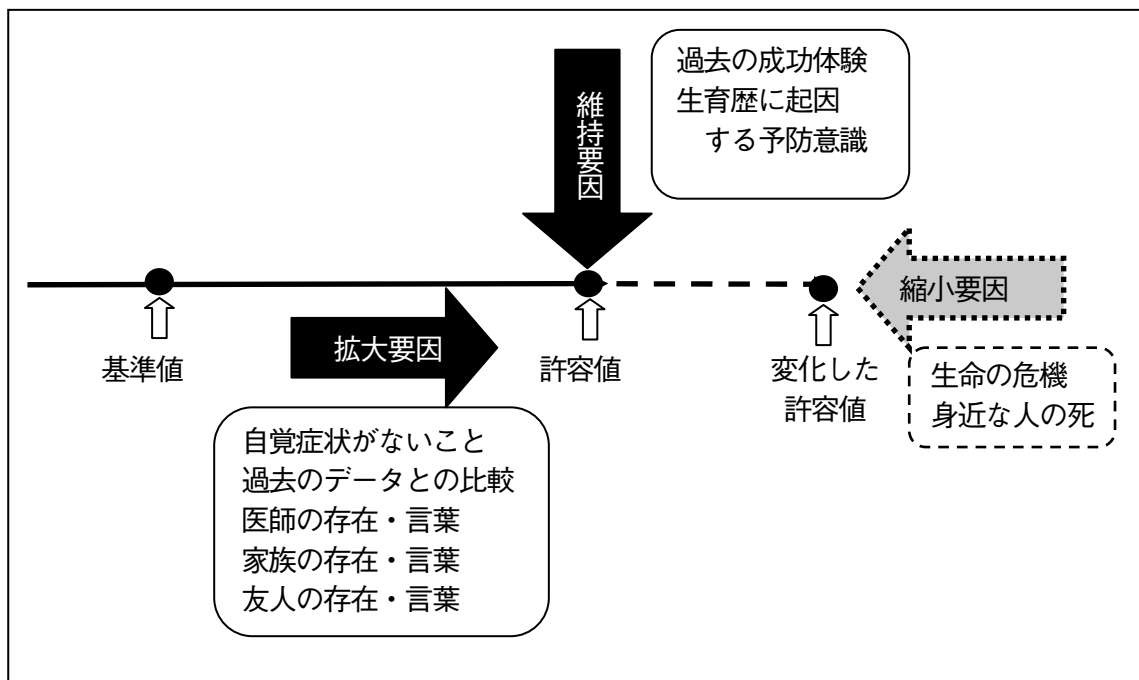 維持要因
過去の成功体験
生育歴に起因
する予防意識
縮小要因
拡大要因
基準値
許容値
変化した
許容値
生命の危機
身近な人の死
自覚症状がないこと
過去のデータとの比較
医師の存在・言葉
家族の存在・言葉
友人の存在・言葉